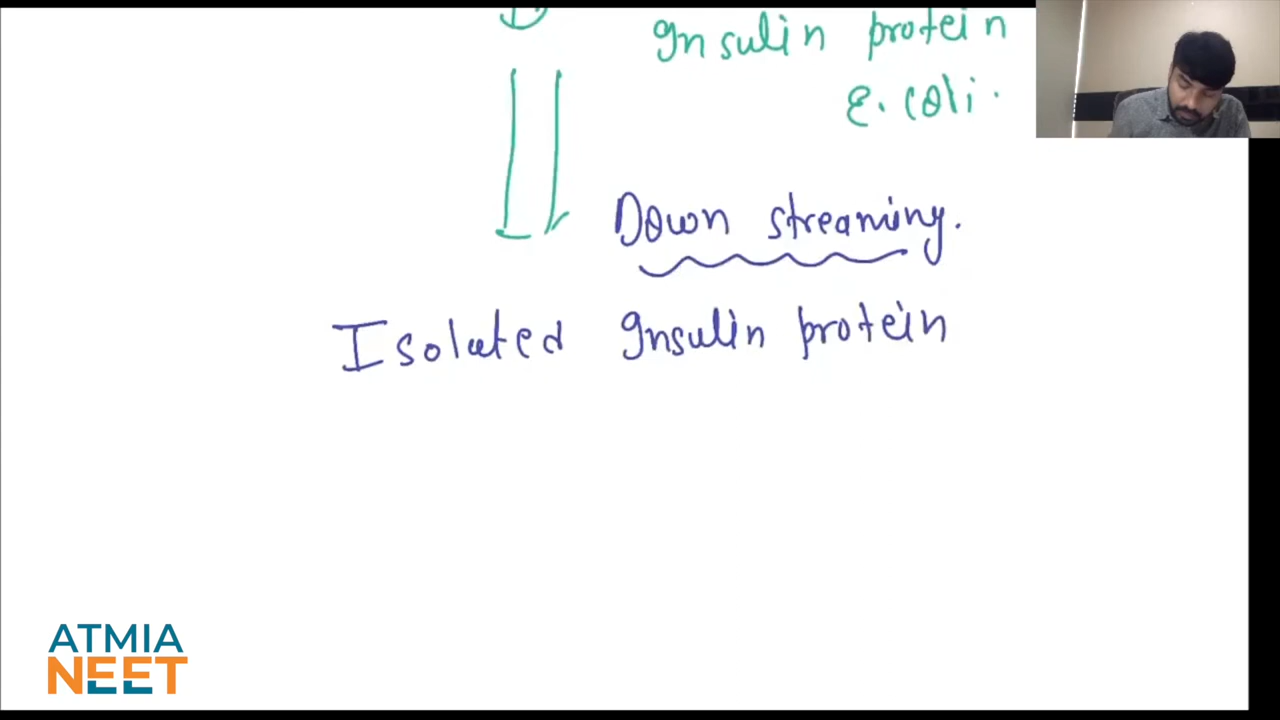 Insulin protein
E. coli.
Down streaming.
Isolated Insulin protein
ATMIA
NEET